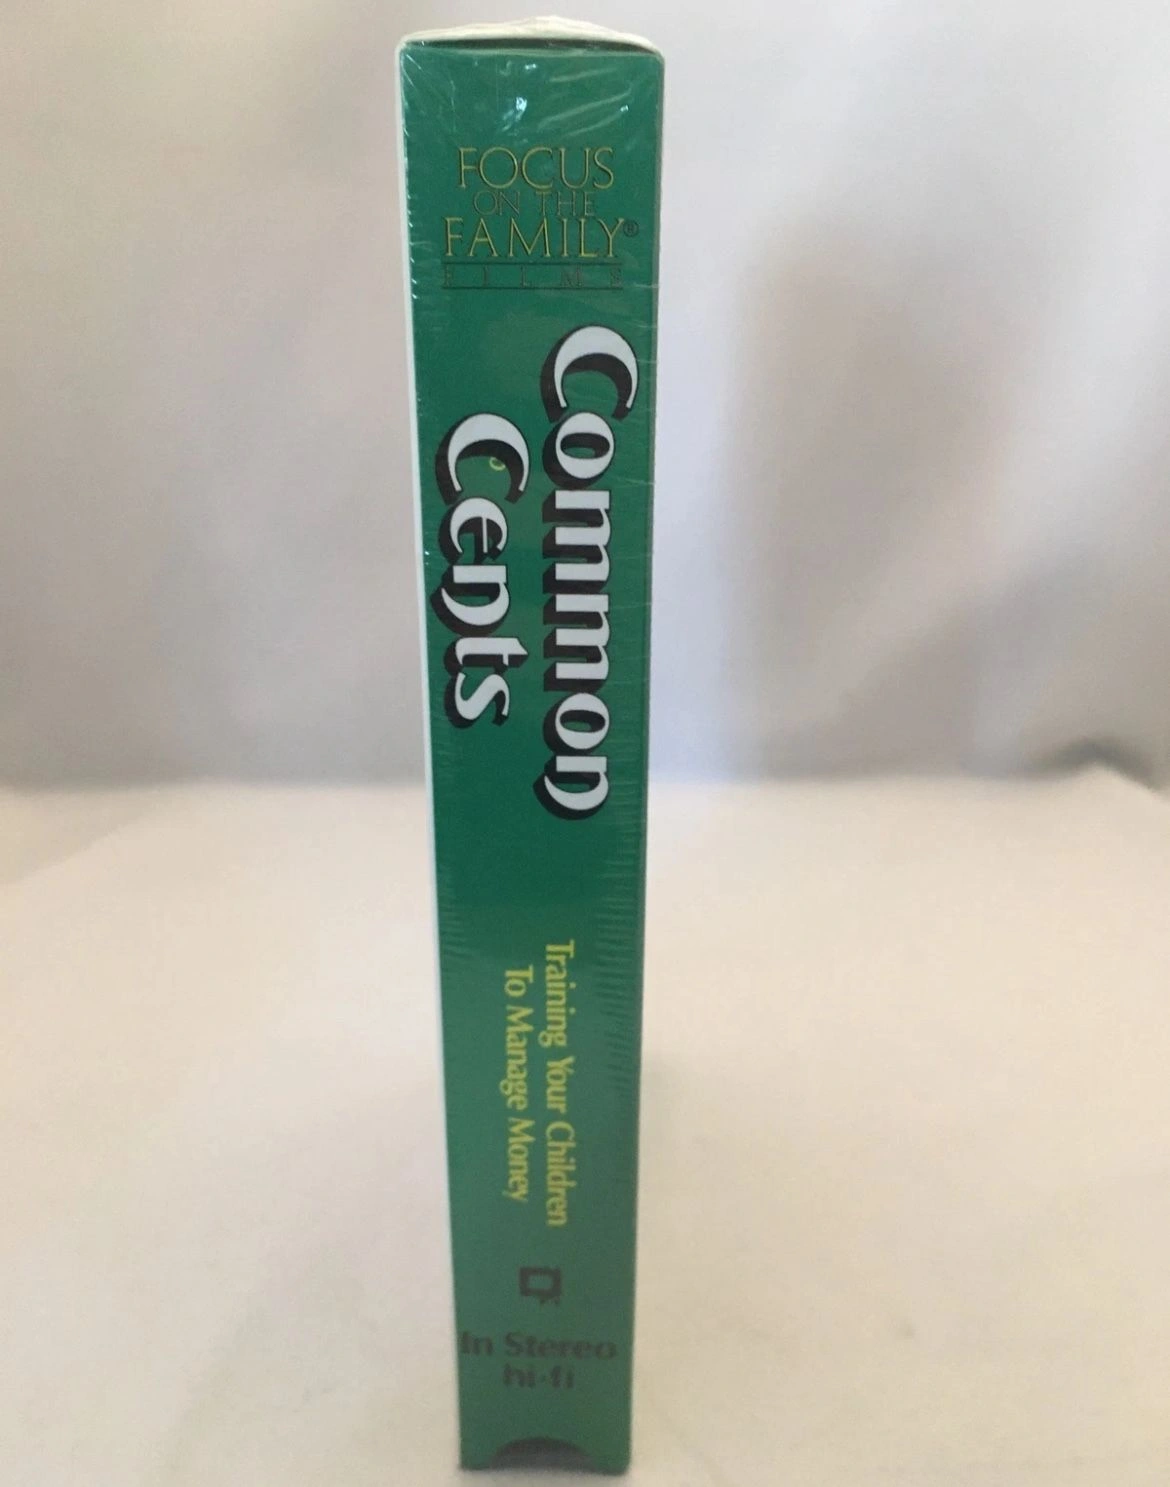 FOCUS
ON THE
FAMILY®
FILMS
Common
Cents
Training Your Children
To Manage Money
In Stereo
hi-fi